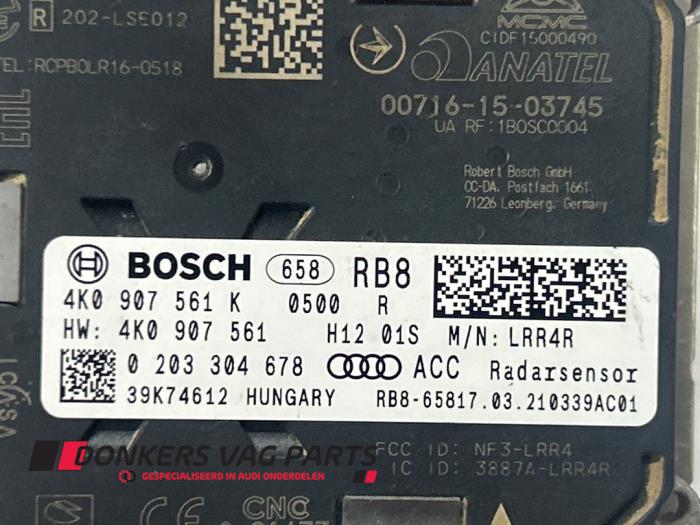 R 202-LSE012
MCMC
CIDF15000490
TEL:RCPBOLR16-0518
ANATEL
00716-15-03745
UA RF:1BOSC0004
1H1
Robert Bosch GmbH
CC-DA, Postfach 1661
71226 Leonberg, Germany
BOSCH 658 RB8
4K0 907 561 K 0500 R
HW: 4K0 907 561 H12 01S M/N: LRR4R
0 203 304 678 ACC Radarsensor
39K74612 HUNGARY RB8-65817.03.210339AC01
ICASA
DONKERS VAG PARTS
GESPECIALISEERD IN AUDI ONDERDELEN
FCC ID: NF3-LRR4
IC ID: 3887A-LRR4R
CNC